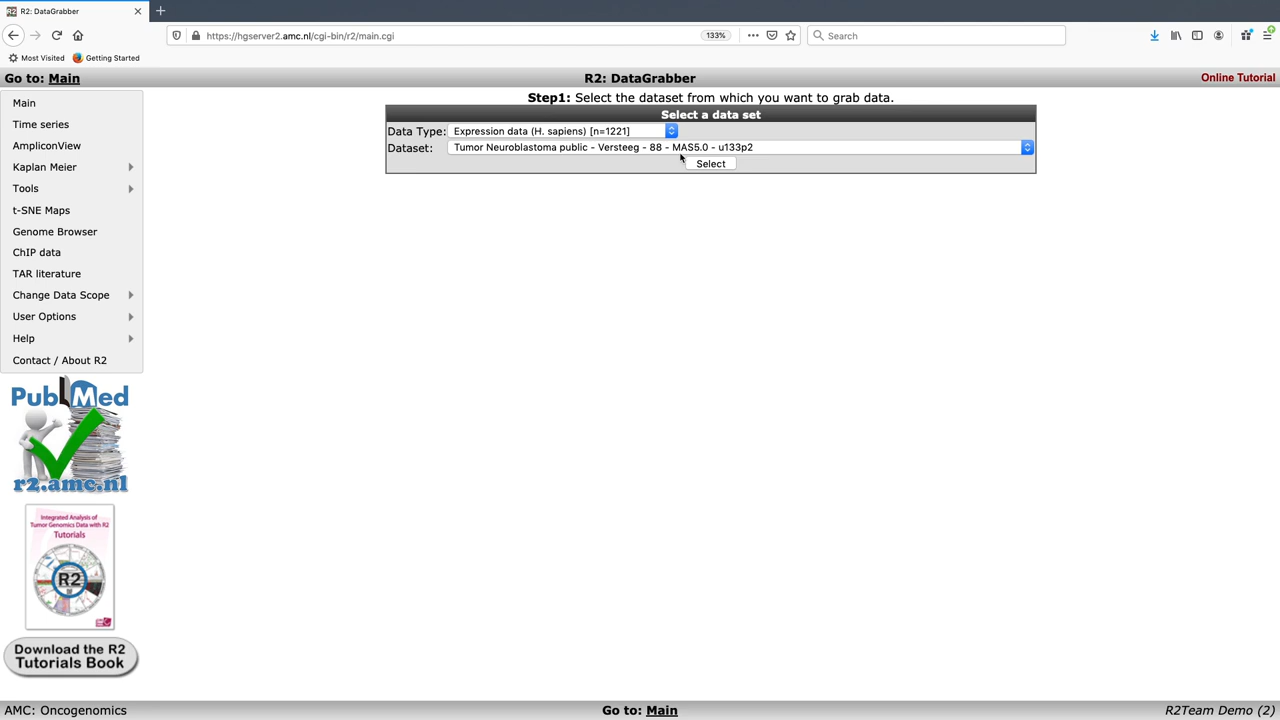 R2: DataGrabber
https://hgserver2.amc.nl/cgi-bin/r2/main.cgi
133%
Search
Most Visited
Getting Started
Go to: Main
R2: DataGrabber
Online Tutorial
Step1: Select the dataset from which you want to grab data.
Select a data set
Data Type: Expression data (H. sapiens) [n=1221]
Dataset: Tumor Neuroblastoma public - Versteeg - 88 - MAS5.0 - u133p2
Select
Main
Time series
AmpliconView
Kaplan Meier
Tools
t-SNE Maps
Genome Browser
ChIP data
TAR literature
Change Data Scope
User Options
Help
Contact / About R2
PubMed
r2.amc.nl
Integrated Analysis of
Tumor Genomics Data with R2
Tutorials
R2
Download the R2
Tutorials Book
AMC: Oncogenomics
Go to: Main
R2Team Demo (2)